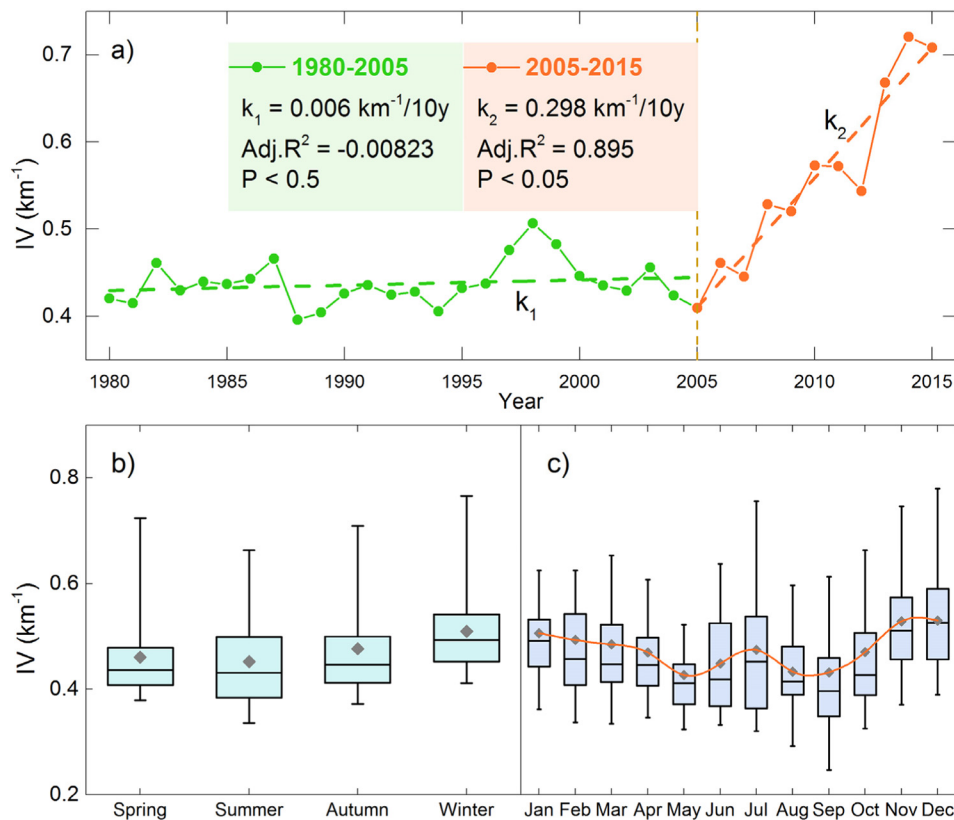 a)
1980-2005
k₁ = 0.006 km⁻¹/10y
Adj.R² = -0.00823
P < 0.5
2005-2015
k₂ = 0.298 km⁻¹/10y
Adj.R² = 0.895
P < 0.05
k₁
k₂
IV (km⁻¹)
0.7
0.6
0.5
0.4
1980 1985 1990 1995 2000 2005 2010 2015
Year
b)
c)
IV (km⁻¹)
0.8
0.6
0.4
0.2
Spring Summer Autumn Winter
Jan Feb Mar Apr May Jun Jul Aug Sep Oct Nov Dec